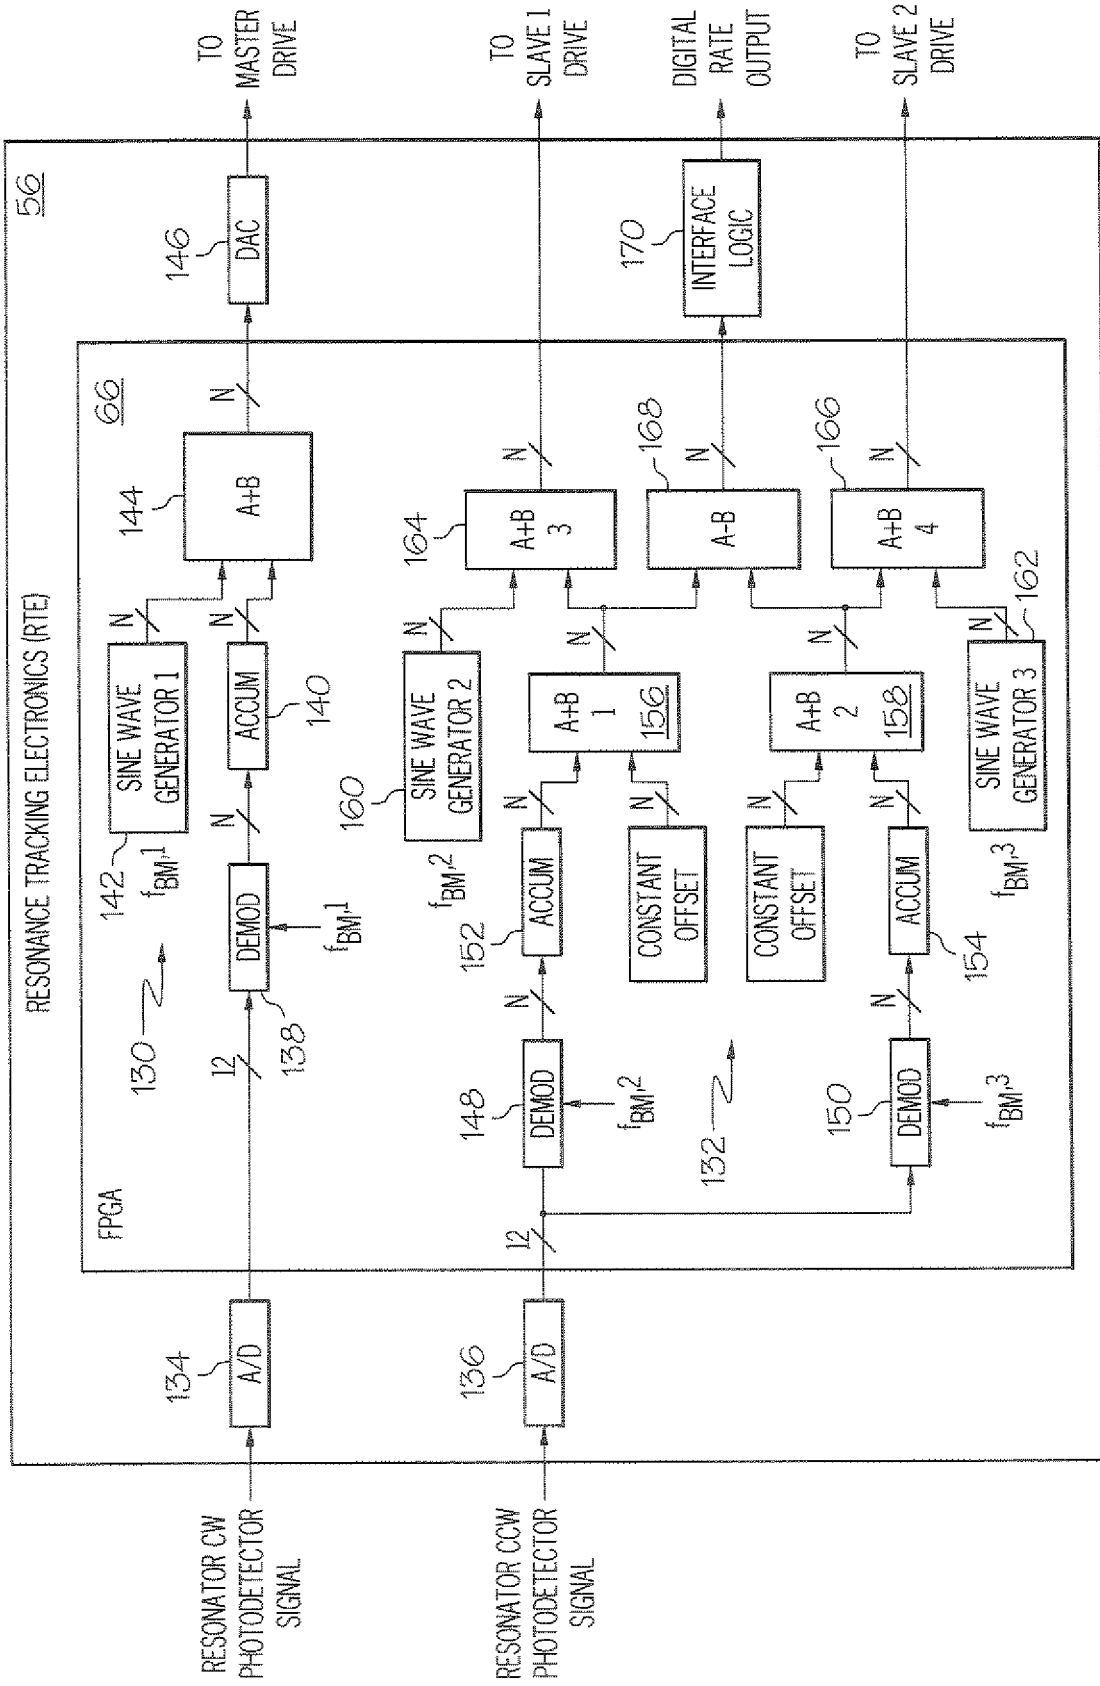 RESONANCE TRACKING ELECTRONICS (RTE)
56
FPGA
66
RESONATOR CW
PHOTODETECTOR
SIGNAL
134
A/D
12
130
138
DEMOD
fBM,1
N
142
fBM,1
SINE WAVE
GENERATOR 1
N
ACCUM
140
N
144
A+B
N
146
DAC
TO
MASTER
DRIVE
RESONATOR CCW
PHOTODETECTOR
SIGNAL
136
A/D
12
148
DEMOD
fBM,2
N
152
ACCUM
N
CONSTANT
OFFSET
N
160
fBM,2
SINE WAVE
GENERATOR 2
N
A+B
1
156
N
164
A+B
3
N
TO
SLAVE 1
DRIVE
132
168
A-B
N
170
INTERFACE
LOGIC
DIGITAL
RATE
OUTPUT
150
DEMOD
fBM,3
N
154
ACCUM
N
CONSTANT
OFFSET
N
A+B
2
158
N
fBM,3
SINE WAVE
GENERATOR 3
162
N
166
A+B
4
N
TO
SLAVE 2
DRIVE